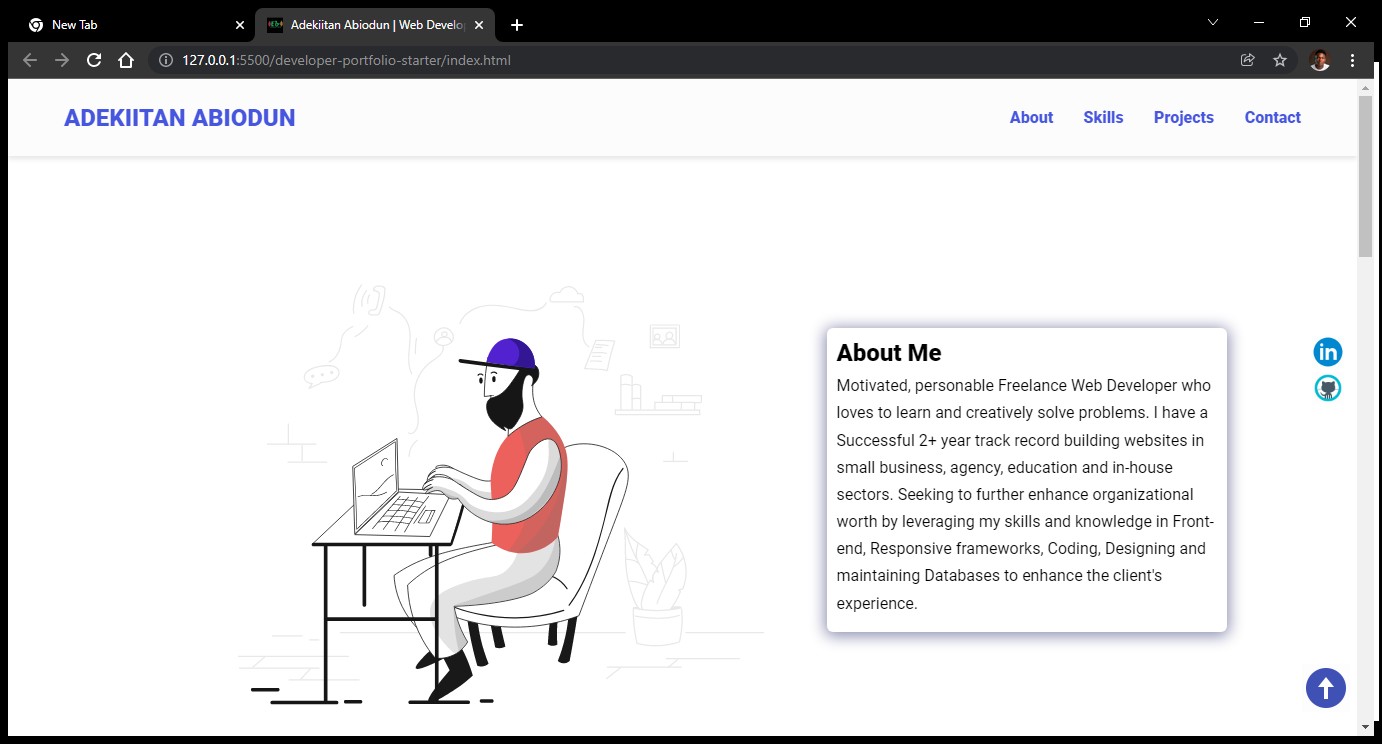 New Tab
Adekiitan Abiodun | Web Develo
127.0.0.1:5500/developer-portfolio-starter/index.html
ADEKIITAN ABIODUN
About Skills Projects Contact
About Me
Motivated, personable Freelance Web Developer who
loves to learn and creatively solve problems. I have a
Successful 2+ year track record building websites in
small business, agency, education and in-house
sectors. Seeking to further enhance organizational
worth by leveraging my skills and knowledge in Front-
end, Responsive frameworks, Coding, Designing and
maintaining Databases to enhance the client's
experience.
in